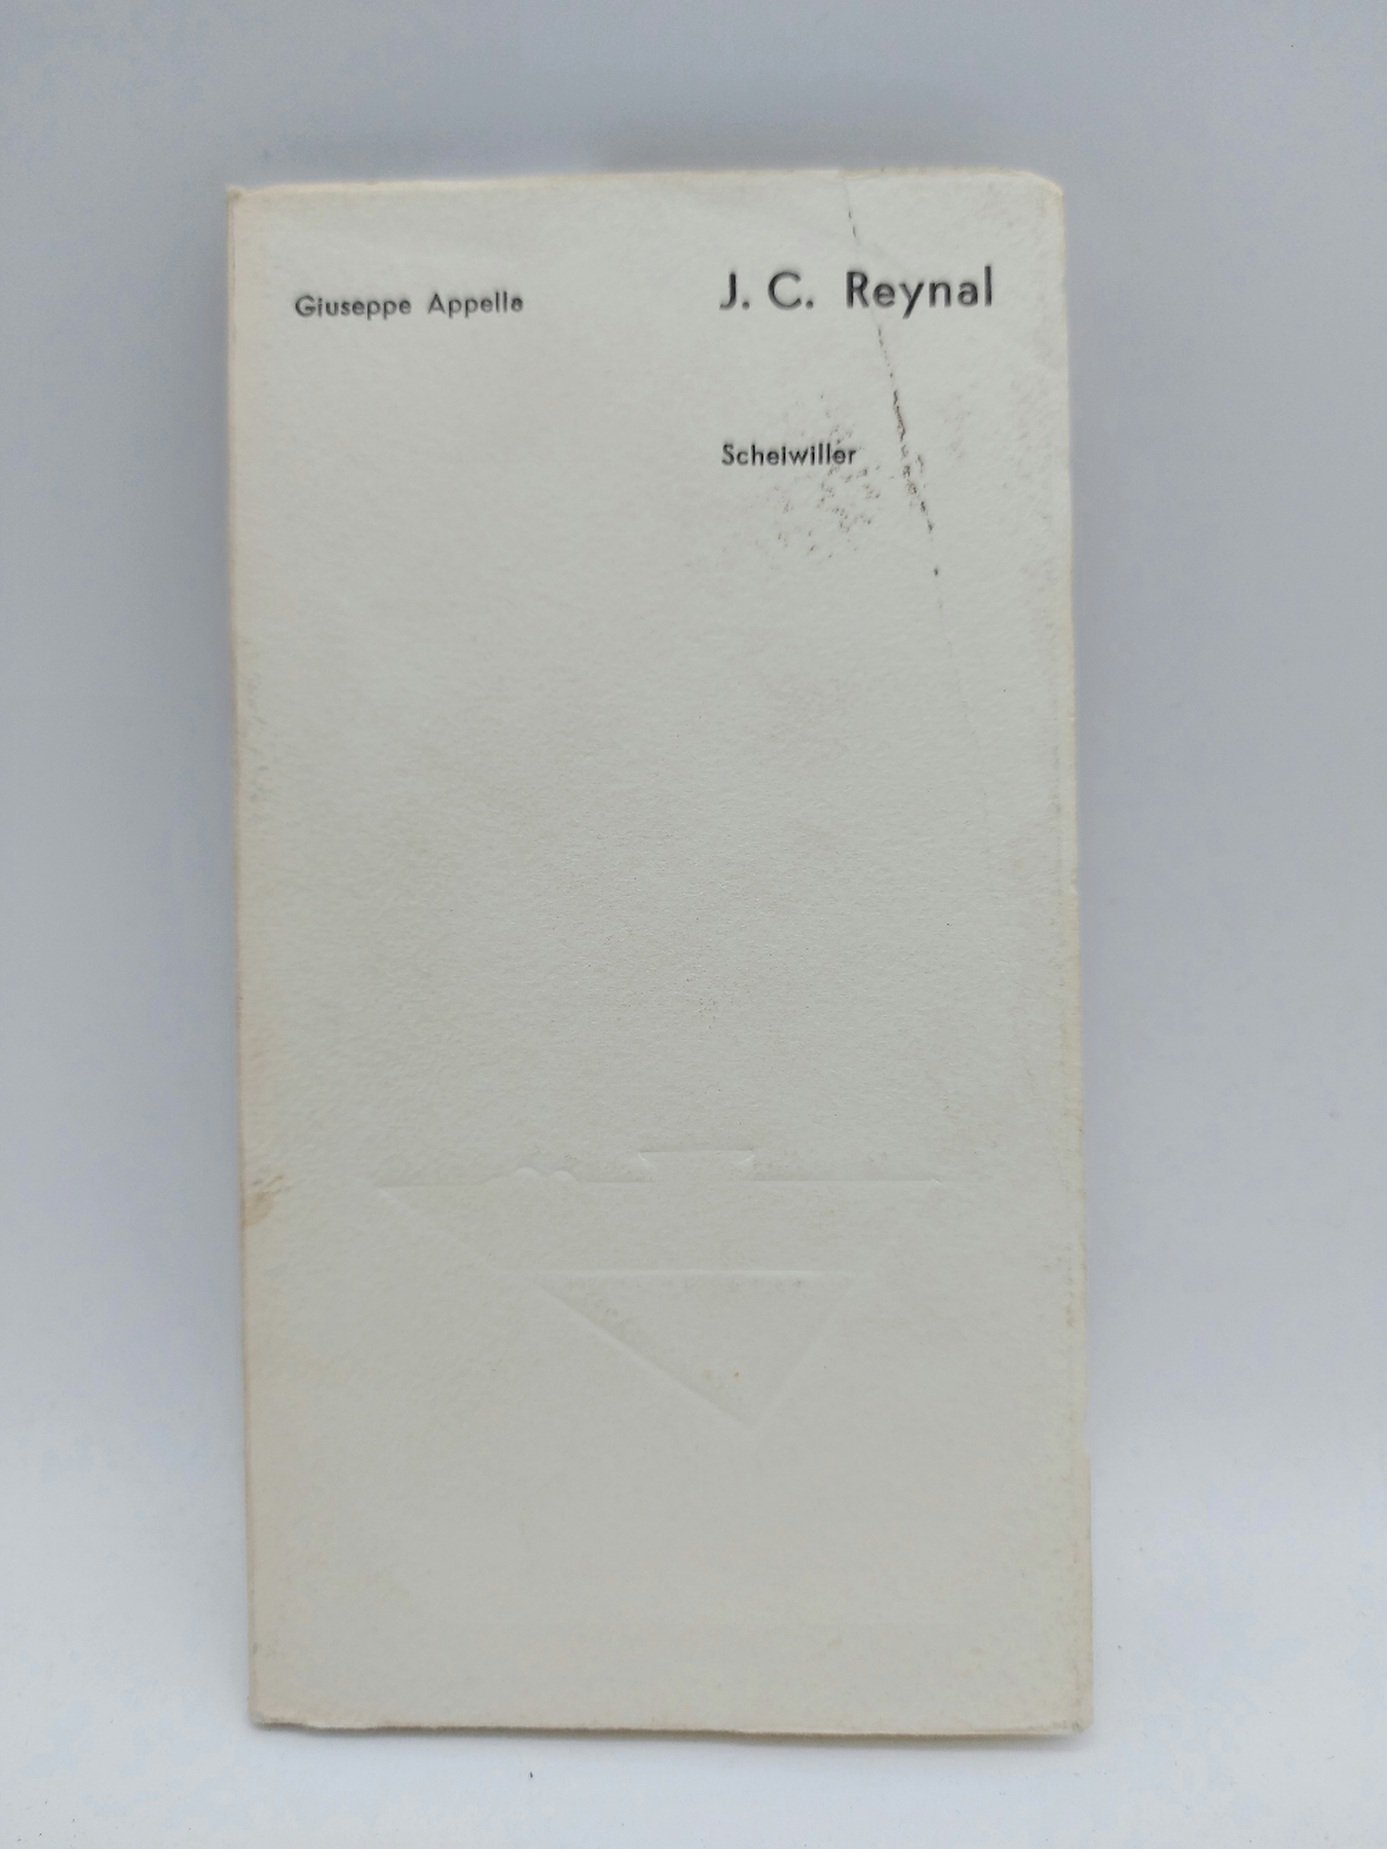 Giuseppe Appella
J. C. Reynal
Scheiwiller